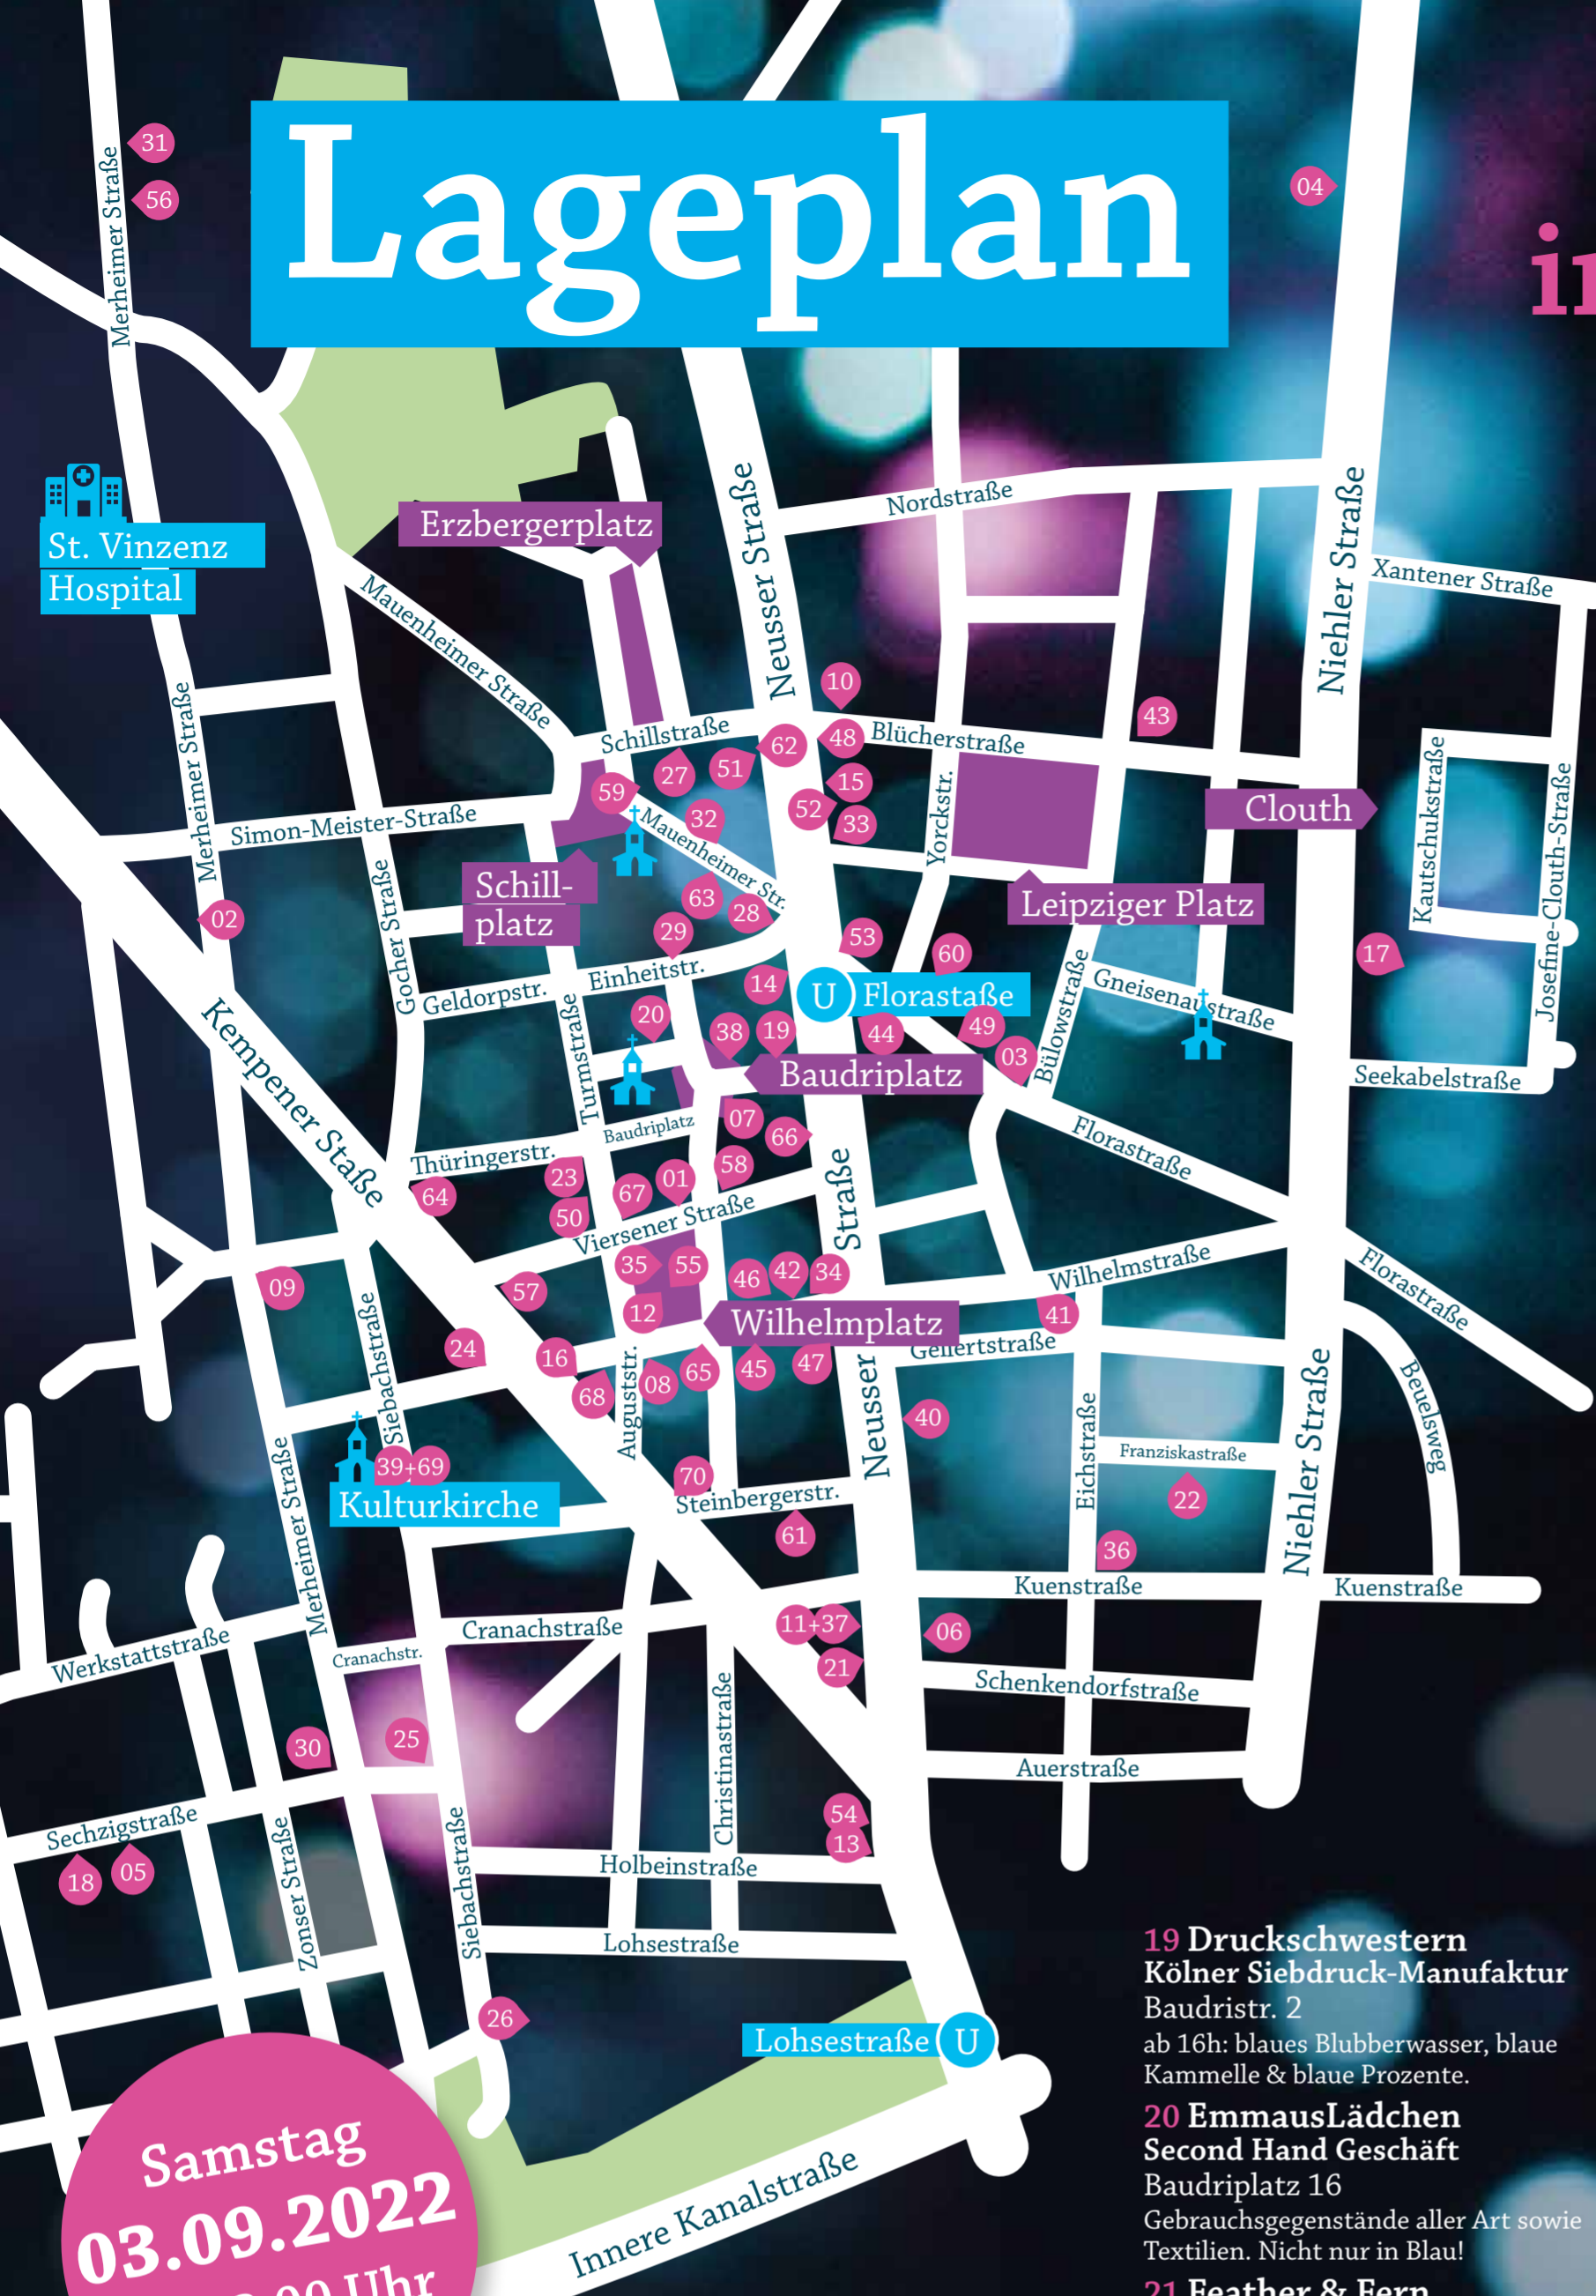 Lageplan
31
56
04
Merheimer Straße
St. Vinzenz
Hospital
Erzbergerplatz
Neusser Straße
Nordstraße
Niehler Straße
Xantener Straße
Mauenheimer Straße
Merheimer Straße
Schillstraße
10
43
62
48
Blücherstraße
27
51
15
59
52
33
32
Mauenheimer Str.
Yorckstr.
Clouth
Kautschukstraße
Josefine-Clouth-Straße
Simon-Meister-Straße
Schill-
platz
Leipziger Platz
02
Gocher Straße
63
28
29
53
60
17
Einheitstr.
Geldorpstr.
14
U Florastaße
Bülowstraße
Gneisenaustraße
Kempener Staße
Turmstraße
20
38
19
44
49
03
Baudriplatz
Seekabelstraße
Baudriplatz
07
66
Florastraße
Thüringerstr.
64
23
50
67
01
58
Viersener Straße
Straße
35
55
46
42
34
Wilhelmstraße
Florastraße
09
57
12
Wilhelmplatz
41
Gellertstraße
Siebachstraße
24
16
68
08
65
45
47
Auguststr.
Neusser
40
Eichstraße
Franziskastraße
22
Beuelsweg
Niehler Straße
39+69
Kulturkirche
70
Steinbergerstr.
61
36
Merheimer Straße
Kuenstraße
Kuenstraße
Cranachstraße
11+37
06
Werkstattstraße
Cranachstr.
21
Schenkendorfstraße
30
25
Christinastraße
Auerstraße
Sechzigstraße
18
05
Zonser Straße
Siebachstraße
54
13
Holbeinstraße
Lohsestraße
26
Lohsestraße U
Innere Kanalstraße
Samstag
03.09.2022
00 Uhr
19 Druckschwestern
Kölner Siebdruck-Manufaktur
Baudristr. 2
ab 16h: blaues Blubberwasser, blaue
Kammelle & blaue Prozente.
20 EmmausLädchen
Second Hand Geschäft
Baudriplatz 16
Gebrauchsgegenstände aller Art sowie
Textilien. Nicht nur in Blau!
21 Feather & Fern